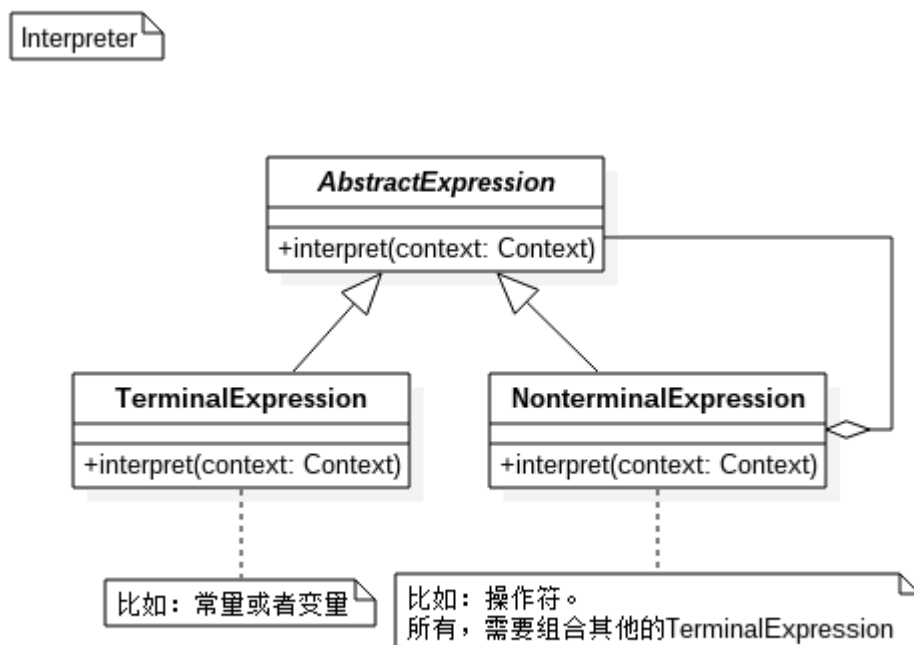 Interpreter
AbstractExpression
+interpret(context: Context)
TerminalExpression
+interpret(context: Context)
NonterminalExpression
+interpret(context: Context)
比如：常量或者变量
比如：操作符。
所有，需要组合其他的TerminalExpression